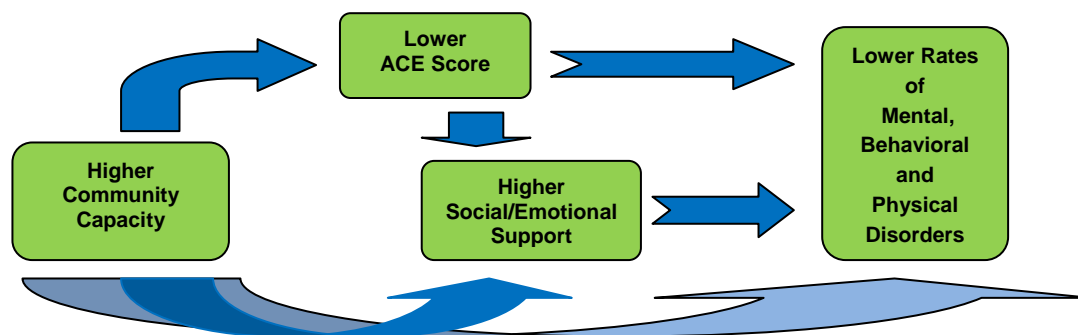 Lower
ACE Score
Lower Rates
of
Mental,
Behavioral
and
Physical
Disorders
Higher
Community
Capacity
Higher
Social/Emotional
Support